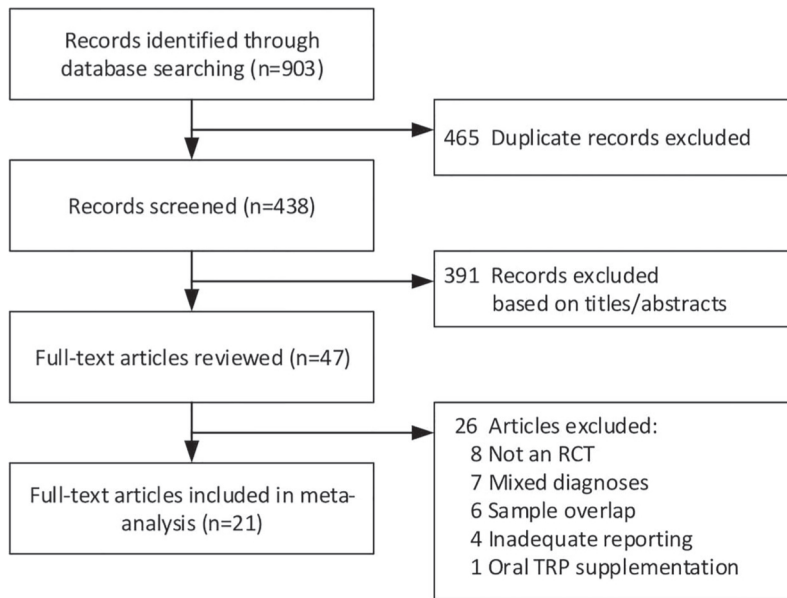 Records identified through
database searching (n=903)
465 Duplicate records excluded
Records screened (n=438)
391 Records excluded
based on titles/abstracts
Full-text articles reviewed (n=47)
26 Articles excluded:
8 Not an RCT
7 Mixed diagnoses
6 Sample overlap
4 Inadequate reporting
1 Oral TRP supplementation
Full-text articles included in meta-
analysis (n=21)